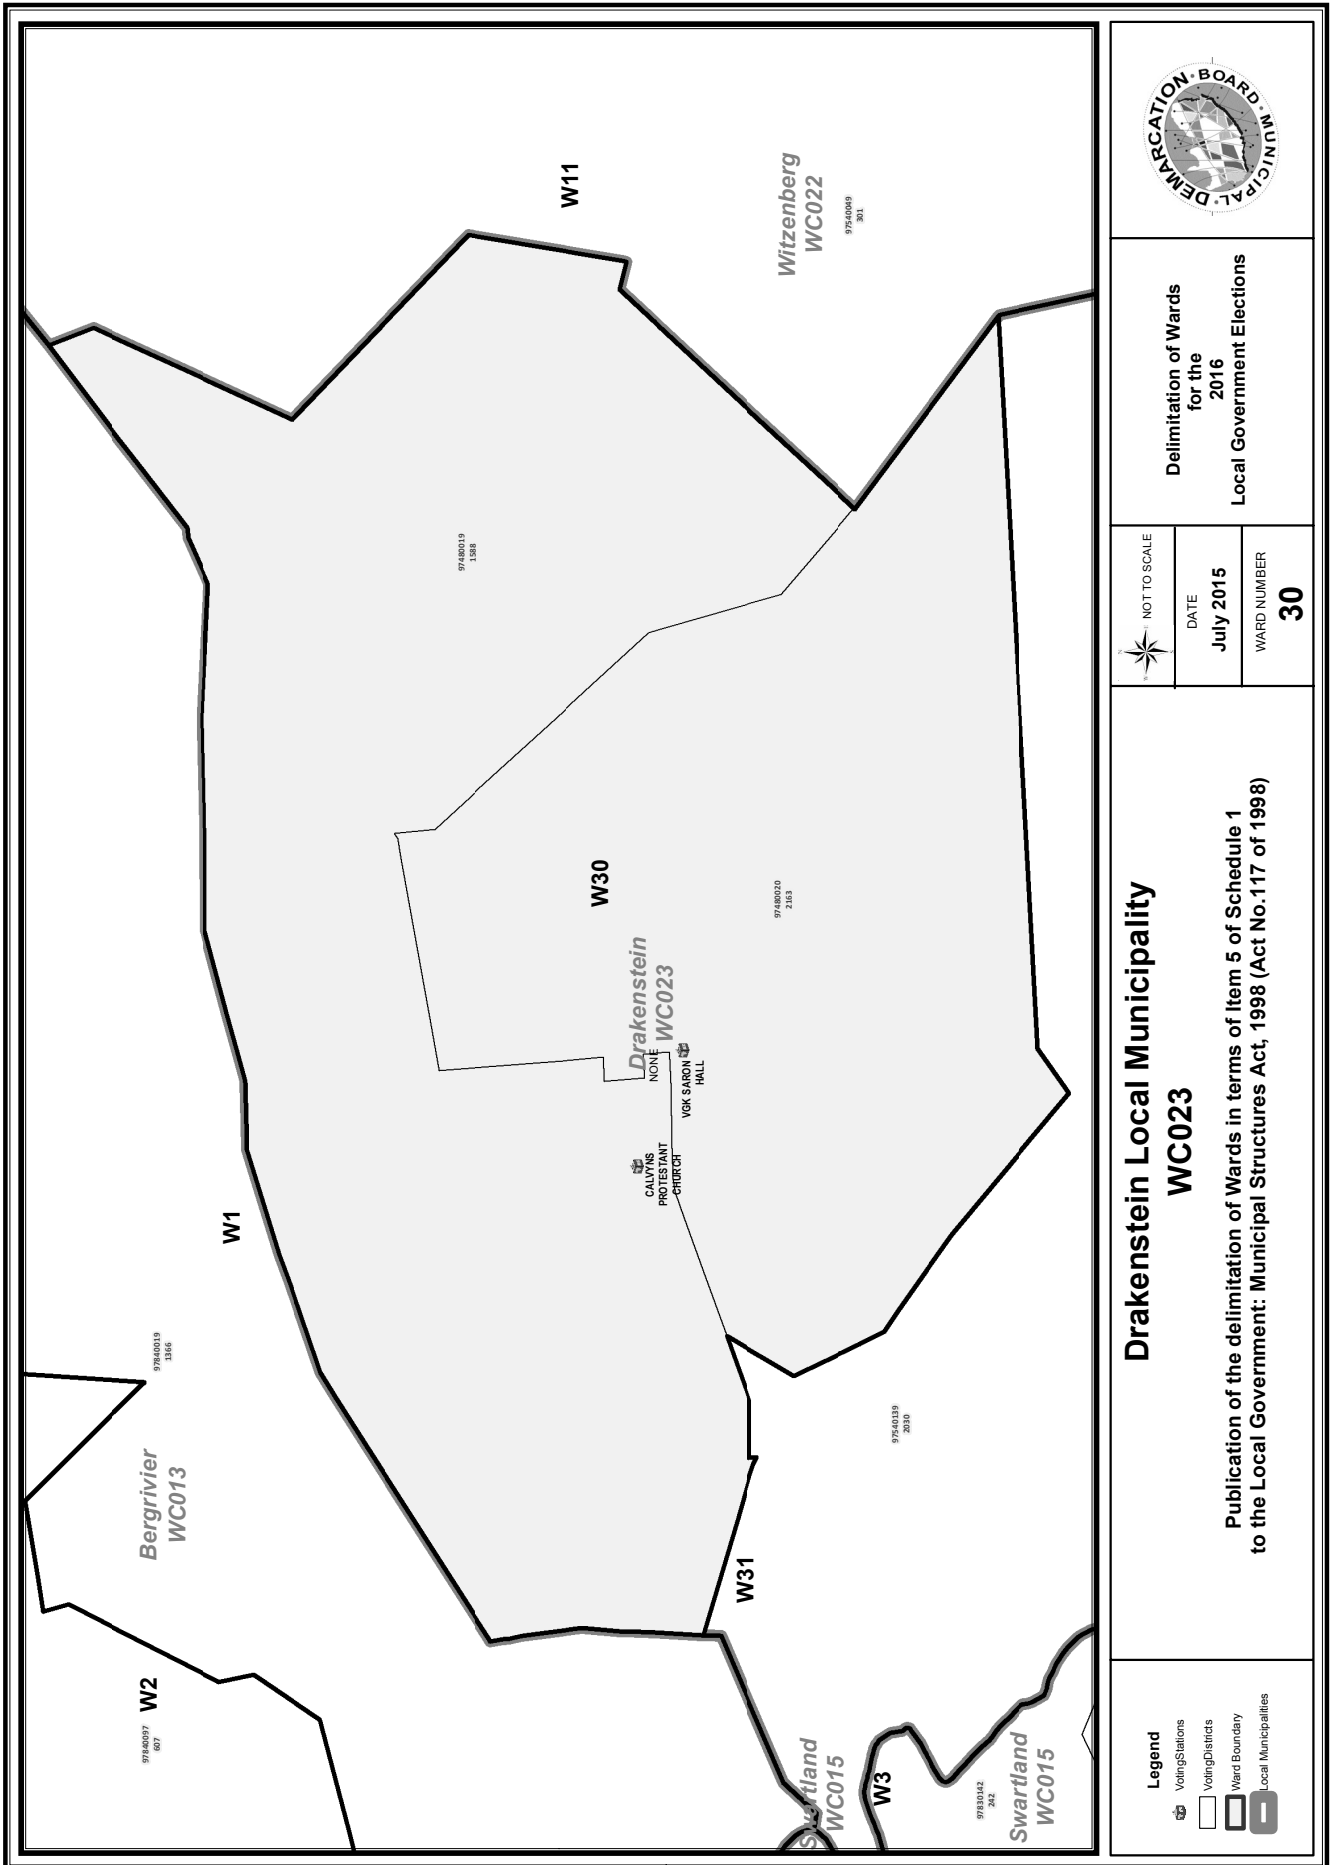 W11
Witzenberg
WC022
97540049
301
97480019
1588
W30
97480020
2163
Drakenstein
WC023
NONE
VGK SARON
HALL
CALVYNS
PROTESTANT
CHURCH
W1
97840019
1366
Bergrivier
WC013
97540139
2030
W31
W2
97840097
607
Swartland
WC015
W3
97830142
242
Swartland
WC015
Legend
VotingStations
VotingDistricts
Ward Boundary
Local Municipalities
Drakenstein Local Municipality
WC023
Publication of the delimitation of Wards in terms of Item 5 of Schedule 1
to the Local Government: Municipal Structures Act, 1998 (Act No.117 of 1998)
N
W
E
S
NOT TO SCALE
DATE
July 2015
WARD NUMBER
30
Delimitation of Wards
for the
2016
Local Government Elections
MUNICIPAL · DEMARCATION · BOARD ·